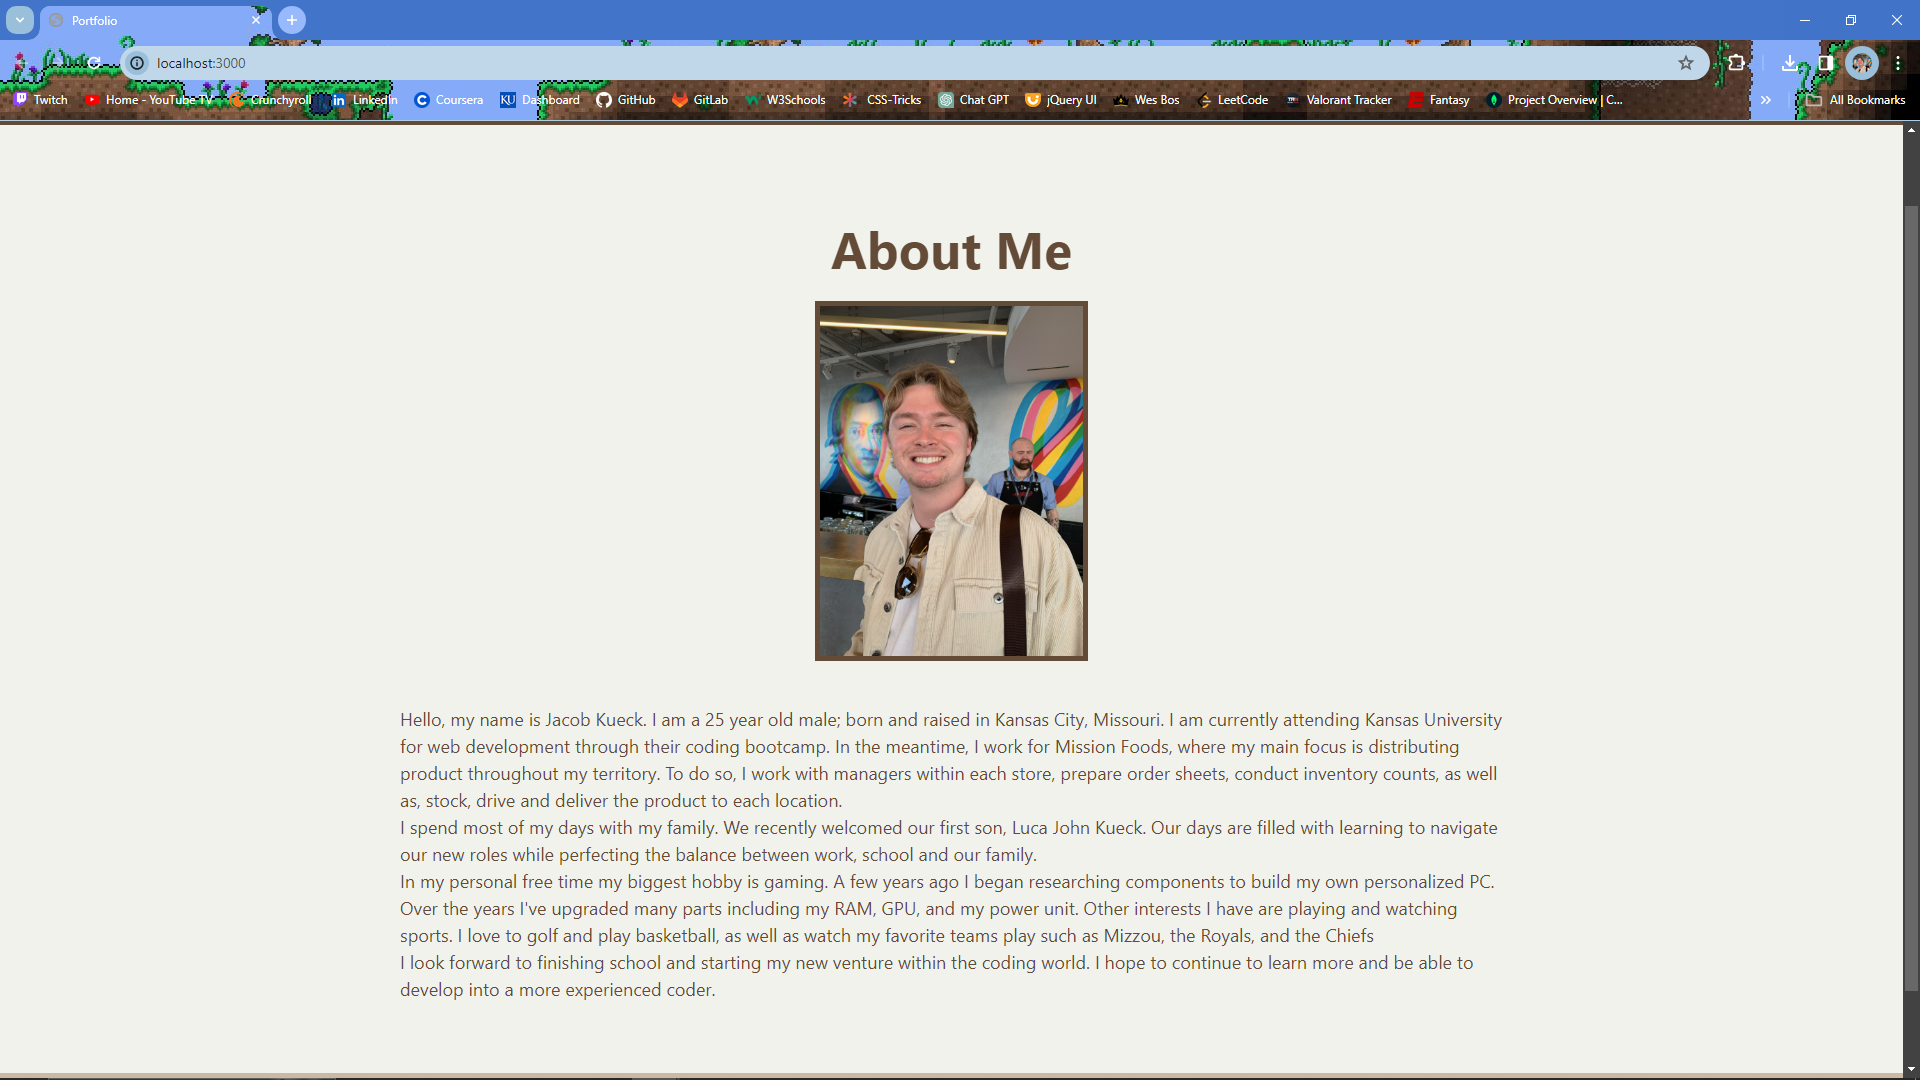 Portfolio
localhost:3000
Twitch
Home - YouTube TV
Crunchyroll
LinkedIn
Coursera
KU Dashboard
GitHub
GitLab
W3Schools
CSS-Tricks
Chat GPT
jQuery UI
Wes Bos
LeetCode
Valorant Tracker
Fantasy
Project Overview | C...
All Bookmarks
About Me
Hello, my name is Jacob Kueck. I am a 25 year old male; born and raised in Kansas City, Missouri. I am currently attending Kansas University
for web development through their coding bootcamp. In the meantime, I work for Mission Foods, where my main focus is distributing
product throughout my territory. To do so, I work with managers within each store, prepare order sheets, conduct inventory counts, as well
as, stock, drive and deliver the product to each location.
I spend most of my days with my family. We recently welcomed our first son, Luca John Kueck. Our days are filled with learning to navigate
our new roles while perfecting the balance between work, school and our family.
In my personal free time my biggest hobby is gaming. A few years ago I began researching components to build my own personalized PC.
Over the years I've upgraded many parts including my RAM, GPU, and my power unit. Other interests I have are playing and watching
sports. I love to golf and play basketball, as well as watch my favorite teams play such as Mizzou, the Royals, and the Chiefs
I look forward to finishing school and starting my new venture within the coding world. I hope to continue to learn more and be able to
develop into a more experienced coder.